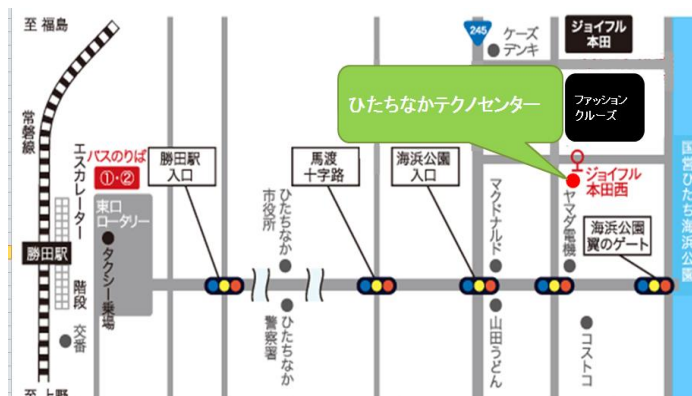 至 福島
常磐線
エスカレーター
バスのりば
①・②
東口
ロータリー
タクシー乗場
勝田駅
階段
交番
至 上野
勝田駅
入口
ひたちなか
市役所
ひたちなか
警察署
馬渡
十字路
海浜公園
入口
245
ケーズ
デンキ
ジョイフル
本田
ひたちなかテクノセンター
ファッション
クルーズ
ジョイフル
本田西
マクドナルド
山田うどん
ヤマダ電機
コストコ
海浜公園
翼のゲート
国営ひたち海浜公園